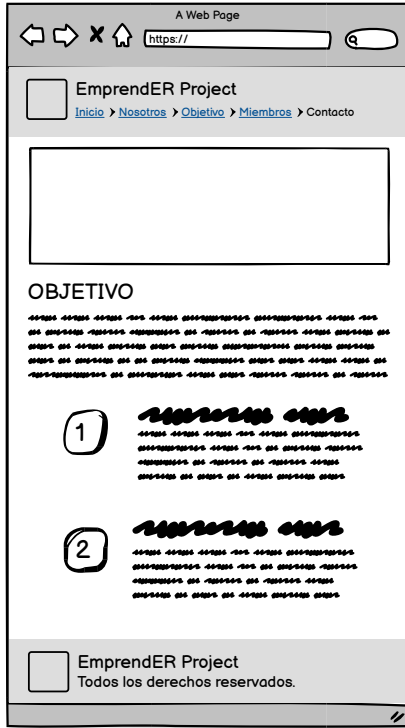 A Web Page
https://
EmprendER Project
Inicio > Nosotros > Objetivo > Miembros > Contacto
OBJETIVO
1
2
EmprendER Project
Todos los derechos reservados.